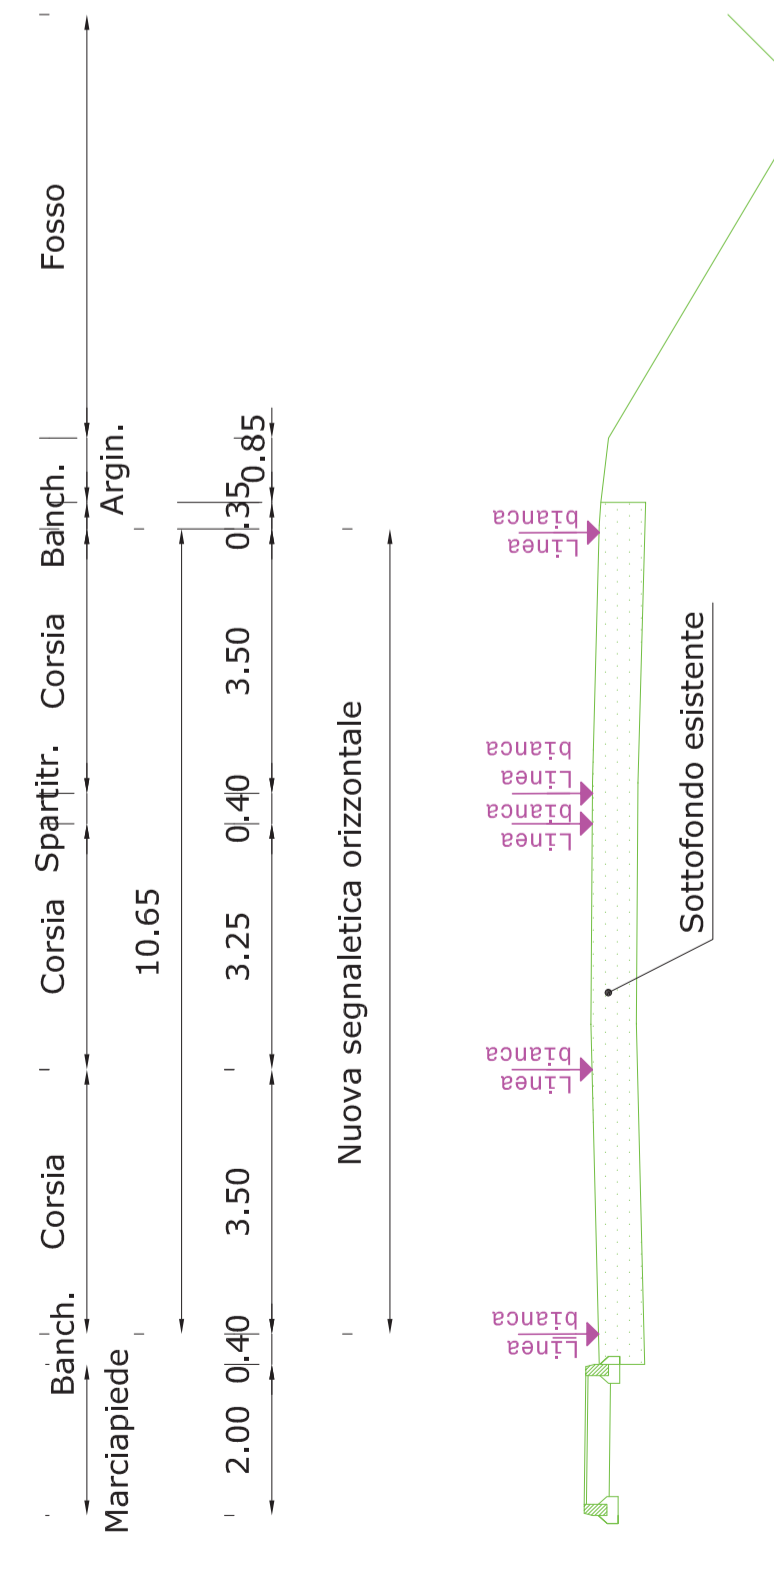 Marciapiede
Banch.
Corsia
Corsia
Spartitr.
Corsia
Banch.
Argin.
Fosso
10.65
2.00
0.40
3.50
3.25
0.40
3.50
0.35
0.85
Nuova segnaletica orizzontale
Linea
bianca
Linea
bianca
Linea
bianca
Linea
bianca
Linea
bianca
Sottofondo esistente